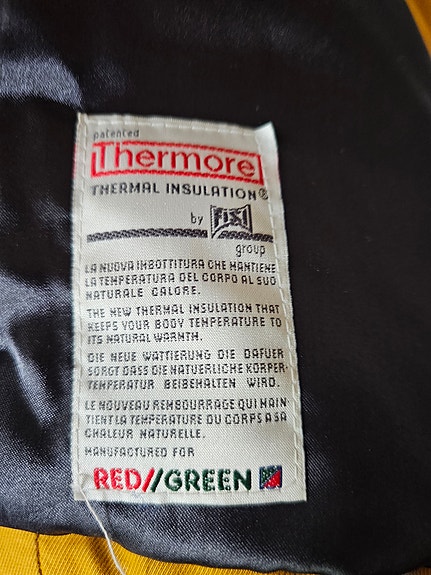 patented
Thermore
THERMAL INSULATION®
by FISI
group
LA NUOVA IMBOTTITURA CHE MANTIENE
LA TEMPERATURA DEL CORPO AL SUO
NATURALE CALORE.
THE NEW THERMAL INSULATION THAT
KEEPS YOUR BODY TEMPERATURE TO
ITS NATURAL WARMTH.
DIE NEUE WATTIERUNG DIE DAFUER
SORGT DASS DIE NATUERLICHE KÖRPER-
TEMPERATUR BEIBEHALTEN WIRD.
LE NOUVEAU REMBOURRAGE QUI MAIN-
TIENT LA TEMPERATURE DU CORPS A SA
CHALEUR NATURELLE.
MANUFACTURED FOR
RED//GREEN